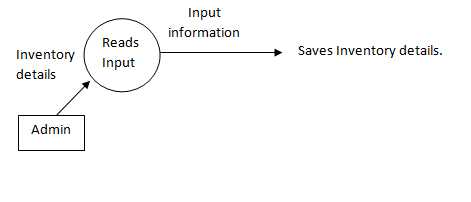 Input
information
Reads
Input
Saves Inventory details.
Inventory
details
Admin